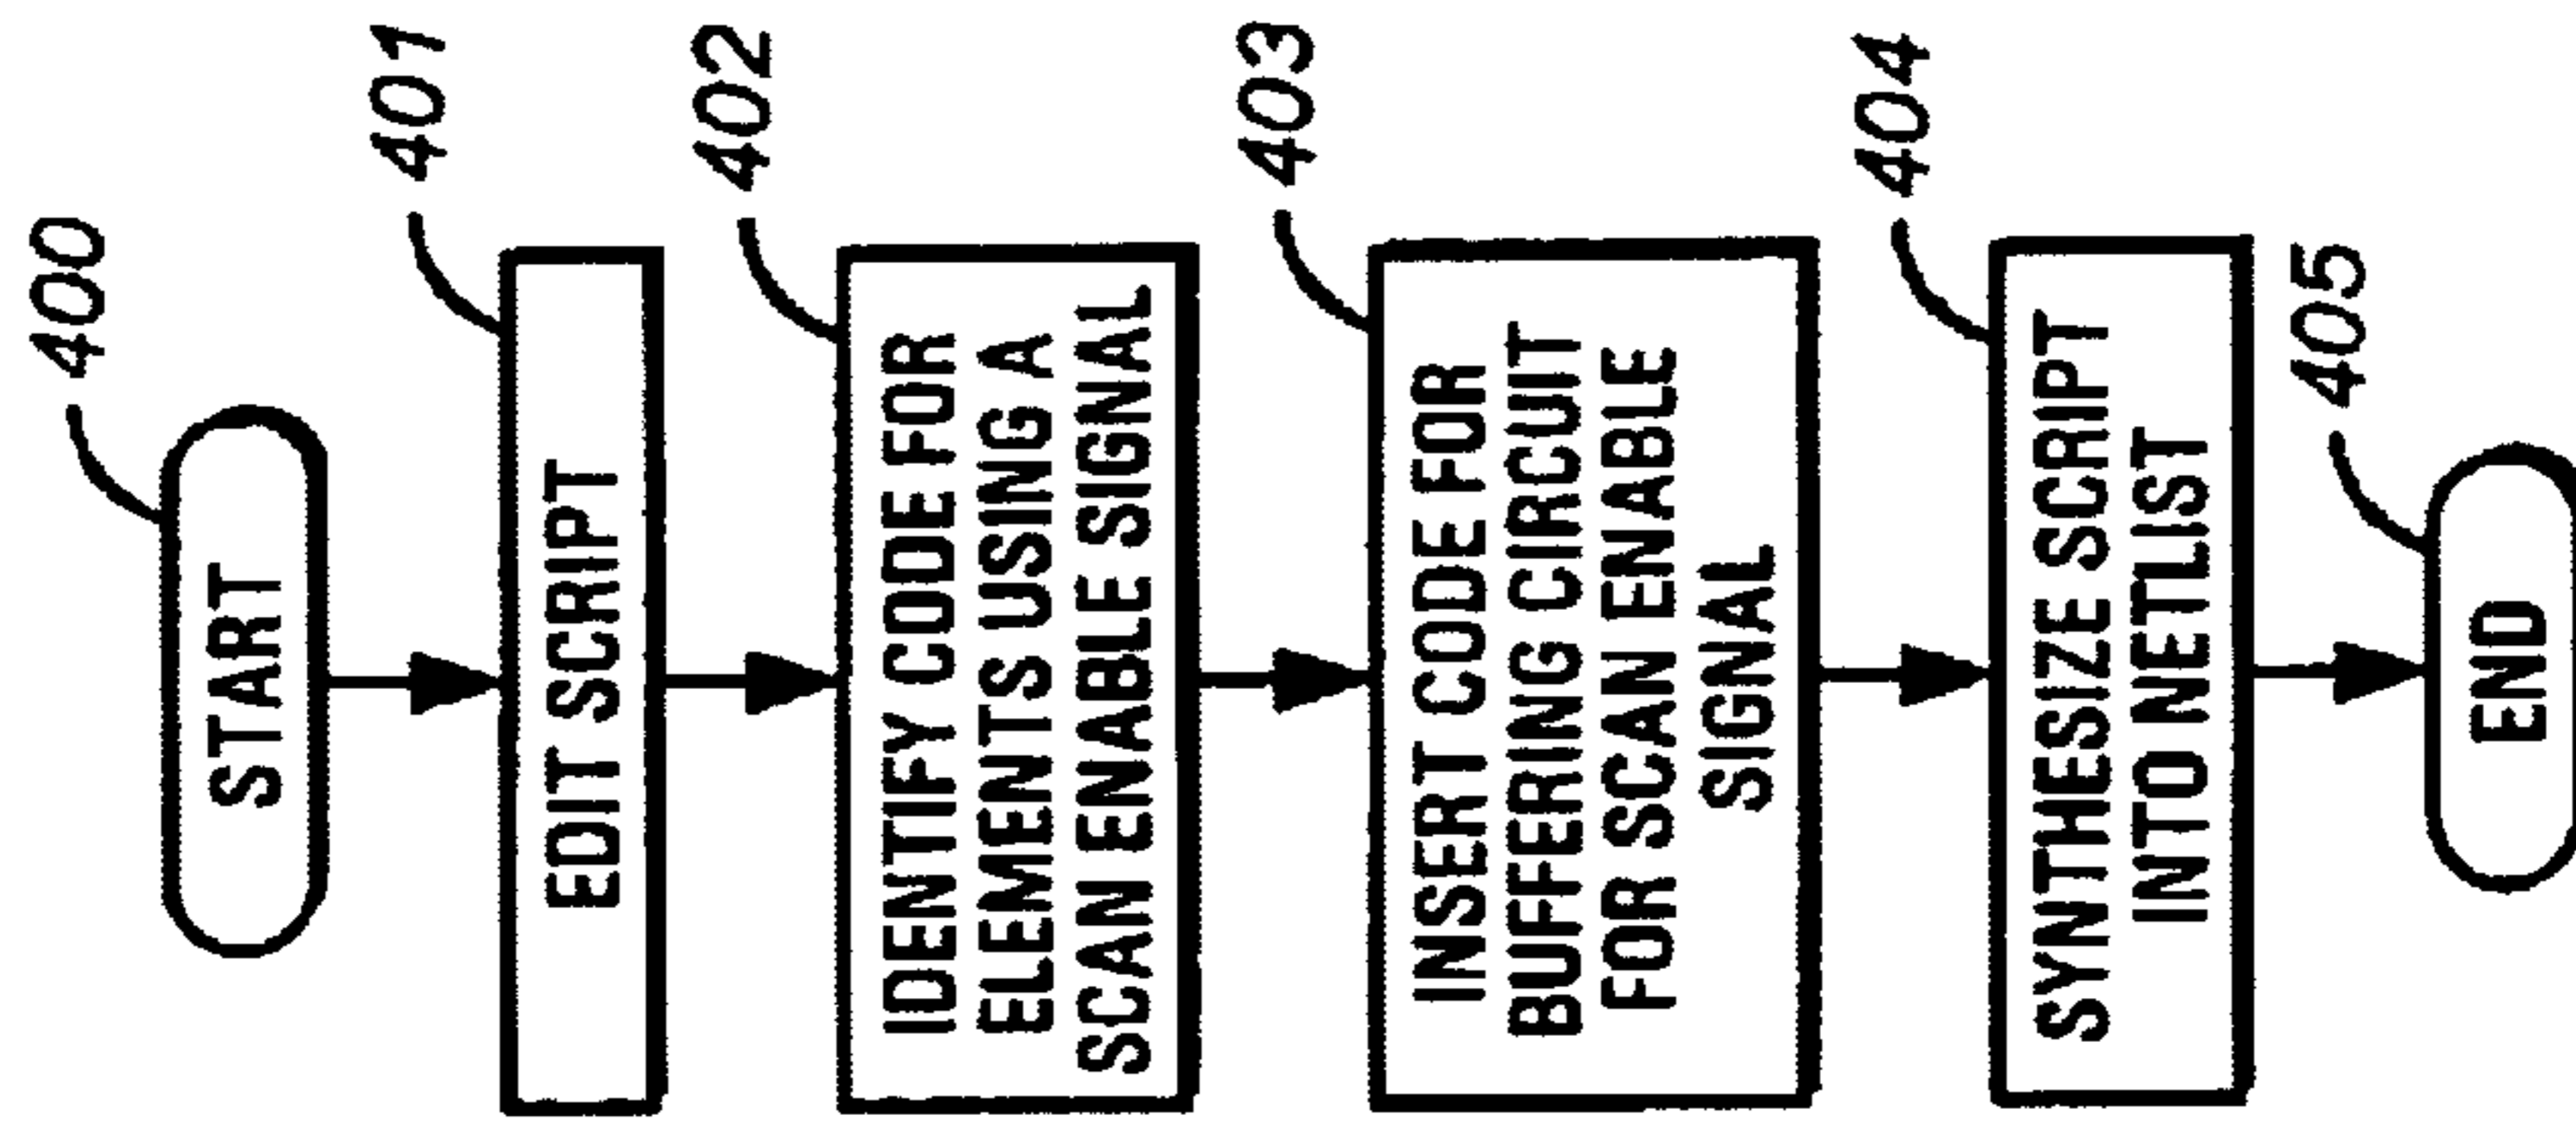 400
START
401
EDIT SCRIPT
402
IDENTIFY CODE FOR
ELEMENTS USING A
SCAN ENABLE SIGNAL
403
INSERT CODE FOR
BUFFERING CIRCUIT
FOR SCAN ENABLE
SIGNAL
404
SYNTHESIZE SCRIPT
INTO NETLIST
405
END